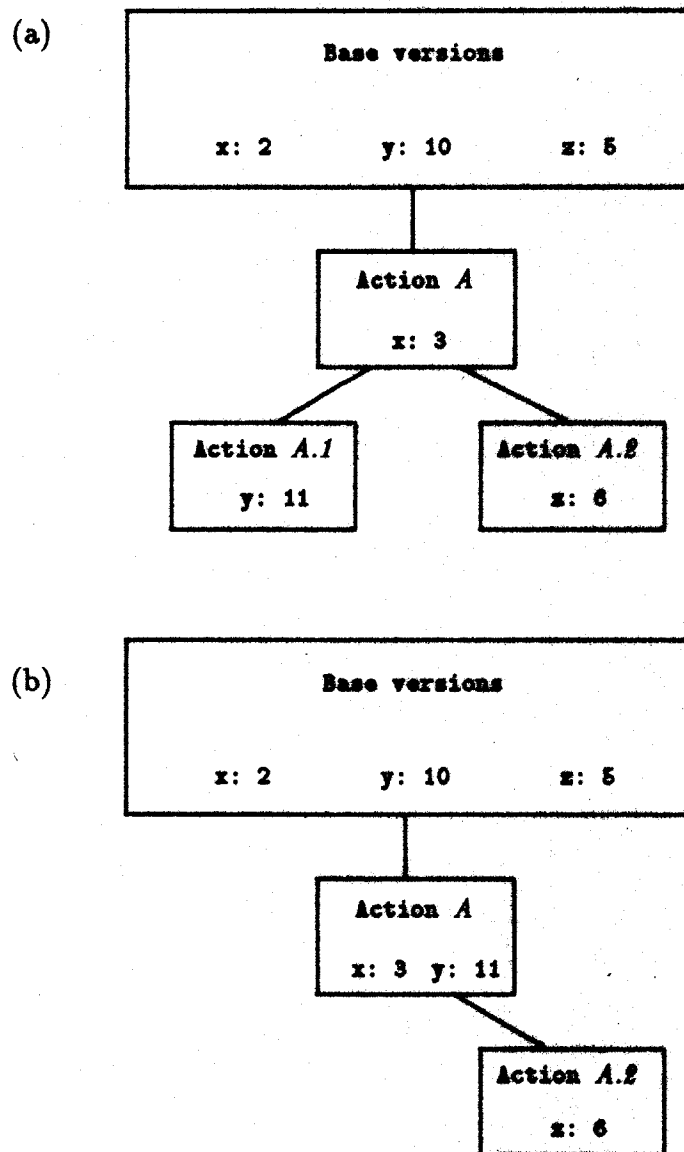 (a)
Base versions
x: 2 y: 10 z: 5
Action A
x: 3
Action A.1
Action A.2
y: 11
z: 6
(b)
Base versions
x: 2 y: 10 z: 5
Action A
x: 3 y: 11
Action A.2
z: 6